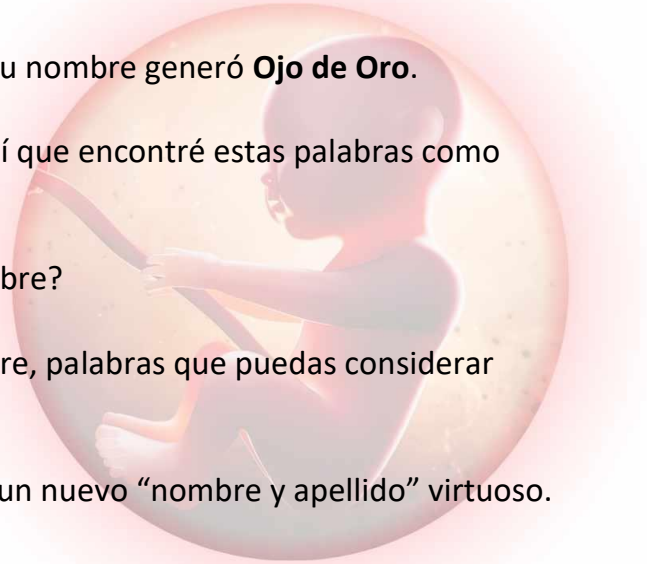 u nombre generó Ojo de Oro.
í que encontré estas palabras como
bre?
re, palabras que puedas considerar
un nuevo “nombre y apellido” virtuoso.